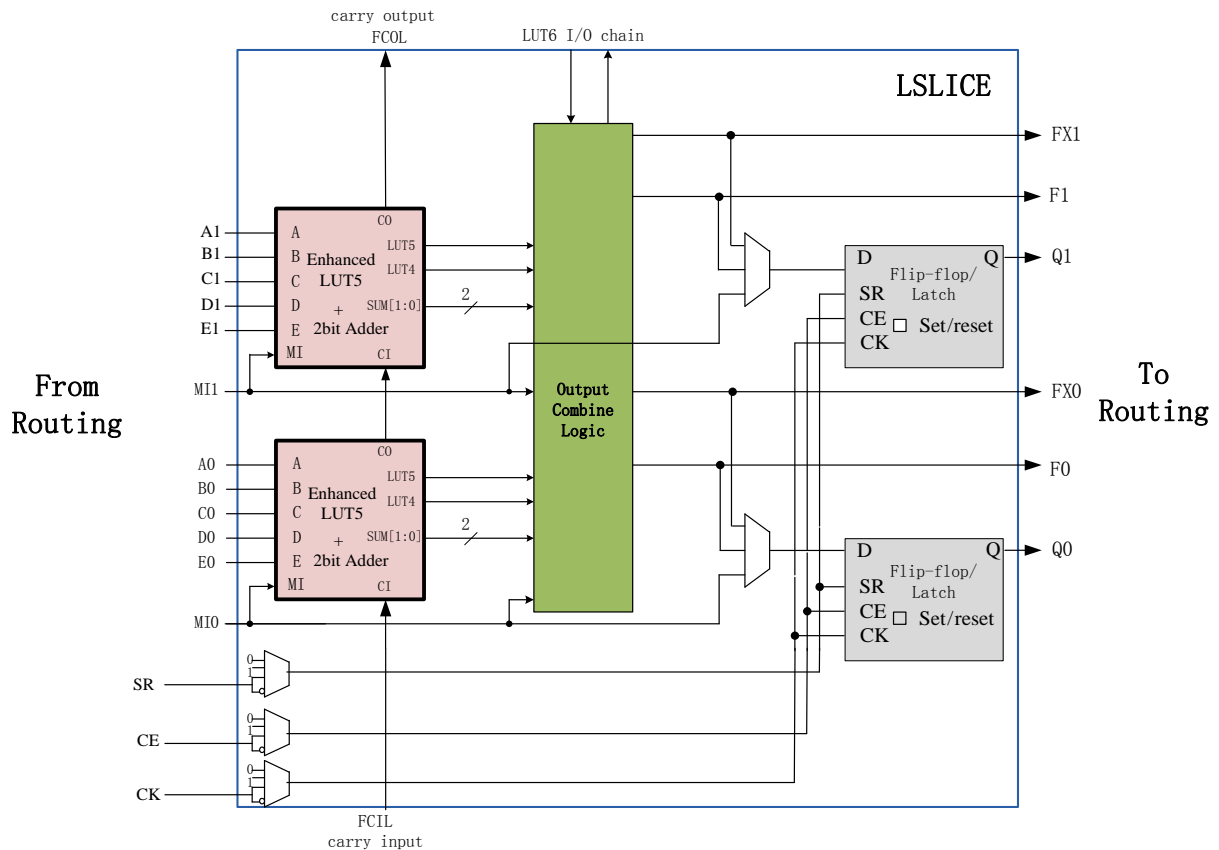 carry output
FCOL
LUT6 I/O chain
LSLICE
FX1
F1
Q1
A1
B1
C1
D1
E1
MI1
A
B
C
D
E
MI
CO
Enhanced
LUT5
+
2bit Adder
LUT5
LUT4
SUM[1:0]
CI
2
D
Q
Flip-flop/
Latch
SR
CE
CK
Set/reset
From
Routing
Output
Combine
Logic
To
Routing
FX0
F0
Q0
A0
B0
C0
D0
E0
MI0
A
B
C
D
E
MI
CO
Enhanced
LUT5
+
2bit Adder
LUT5
LUT4
SUM[1:0]
CI
2
D
Q
Flip-flop/
Latch
SR
CE
CK
Set/reset
0
1
SR
0
1
CE
0
1
CK
FCIL
carry input